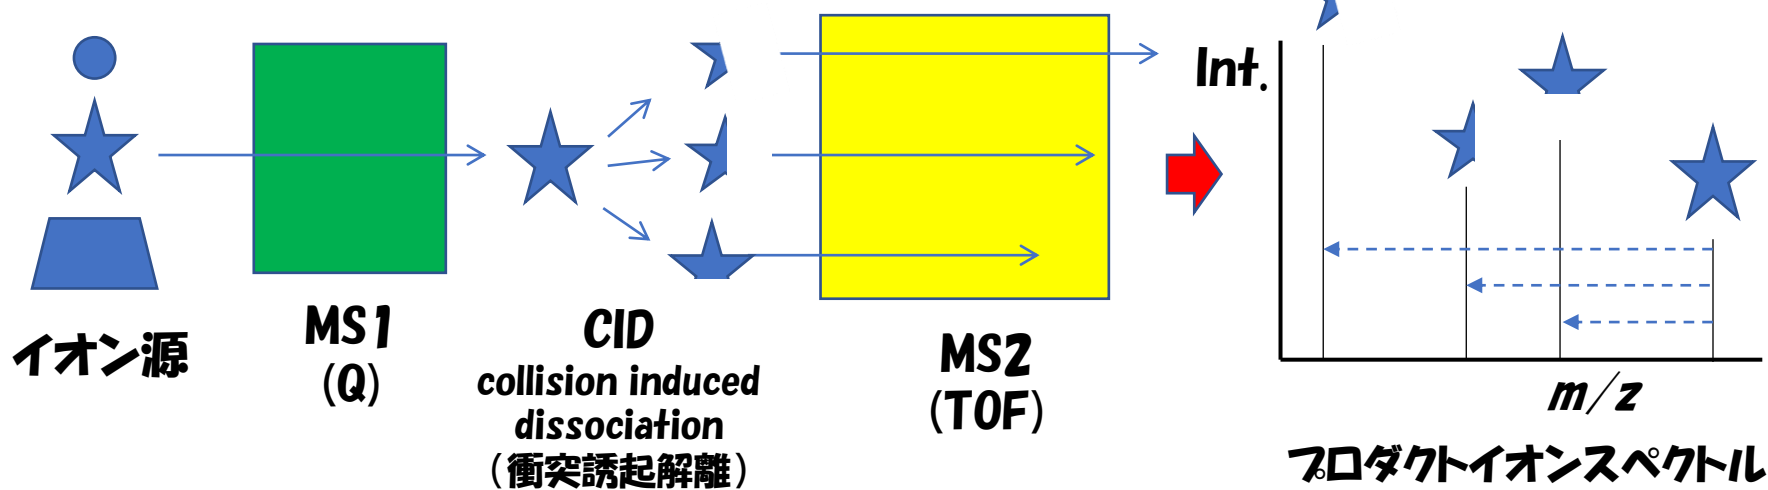 イオン源
MS1
(Q)
CID
collision induced
dissociation
(衝突誘起解離)
MS2
(TOF)
Int.
m/z
プロダクトイオンスペクトル